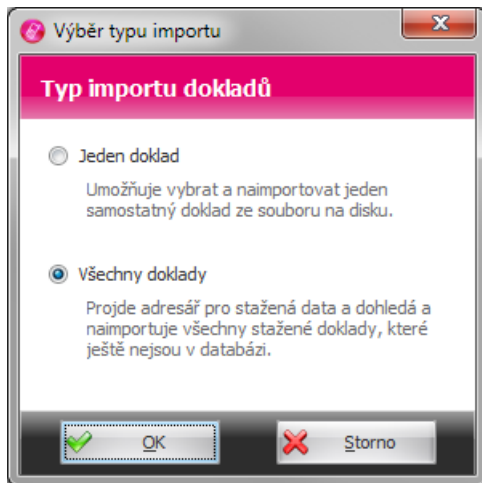 Výběr typu importu
Typ importu dokladů
Jeden doklad
Umožňuje vybrat a naimportovat jeden
samostatný doklad ze souboru na disku.
Všechny doklady
Projde adresář pro stažená data a dohledá a
naimportuje všechny stažené doklady, které
ještě nejsou v databázi.
OK
Storno